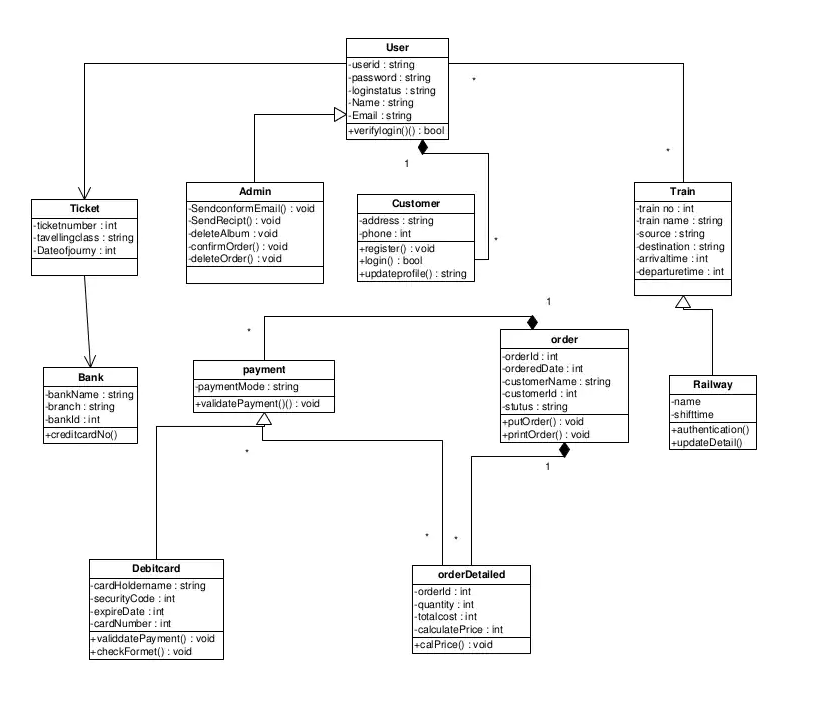 User
-userid : string
-password : string
-loginstatus : string
-Name : string
-Email : string
+verifylogin()() : bool
*
1
*
*
Ticket
-ticketnumber : int
-tavellingclass : string
-Dateofjourny : int
Admin
-SendconformEmail() : void
-SendRecipt() : void
-deleteAlbum : void
-confirmOrder() : void
-deleteOrder() : void
Customer
-address : string
-phone : int
+register() : void
+login() : bool
+updateprofile() : string
Train
-train no : int
-train name : string
-source : string
-destination : string
-arrivaltime : int
-departuretime : int
1
*
Bank
-bankName : string
-branch : string
-bankId : int
+creditcardNo()
payment
-paymentMode : string
+validatePayment()() : void
order
-orderId : int
-orderedDate : int
-customerName : string
-customerId : int
-stutus : string
+putOrder() : void
+printOrder() : void
Railway
-name
-shifttime
+authentication()
+updateDetail()
*
1
*
*
Debitcard
-cardHoldername : string
-securityCode : int
-expireDate : int
-cardNumber : int
+validdatePayment() : void
+checkFormet() : void
orderDetailed
-orderId : int
-quantity : int
-totalcost : int
-calculatePrice : int
+calPrice() : void